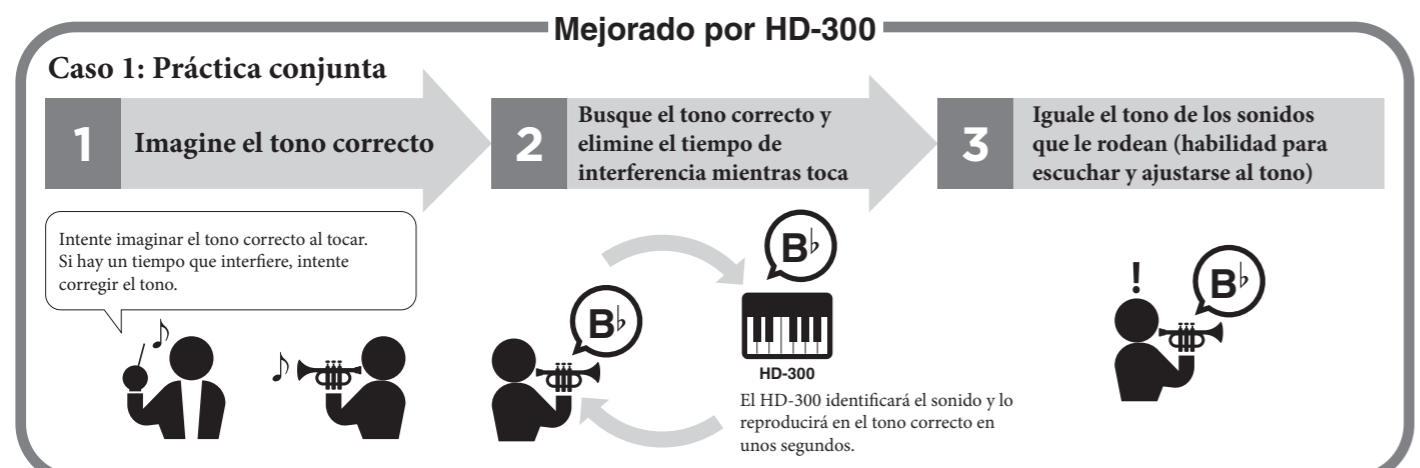 Mejorado por HD-300
Caso 1: Práctica conjunta
1
Imagine el tono correcto
2
Busque el tono correcto y
elimine el tiempo de
interferencia mientras toca
3
Iguale el tono de los sonidos
que le rodean (habilidad para
escuchar y ajustarse al tono)
Intente imaginar el tono correcto al tocar.
Si hay un tiempo que interfiere, intente
corregir el tono.
B♭
B♭
HD-300
El HD-300 identificará el sonido y lo
reproducirá en el tono correcto en
unos segundos.
!
B♭